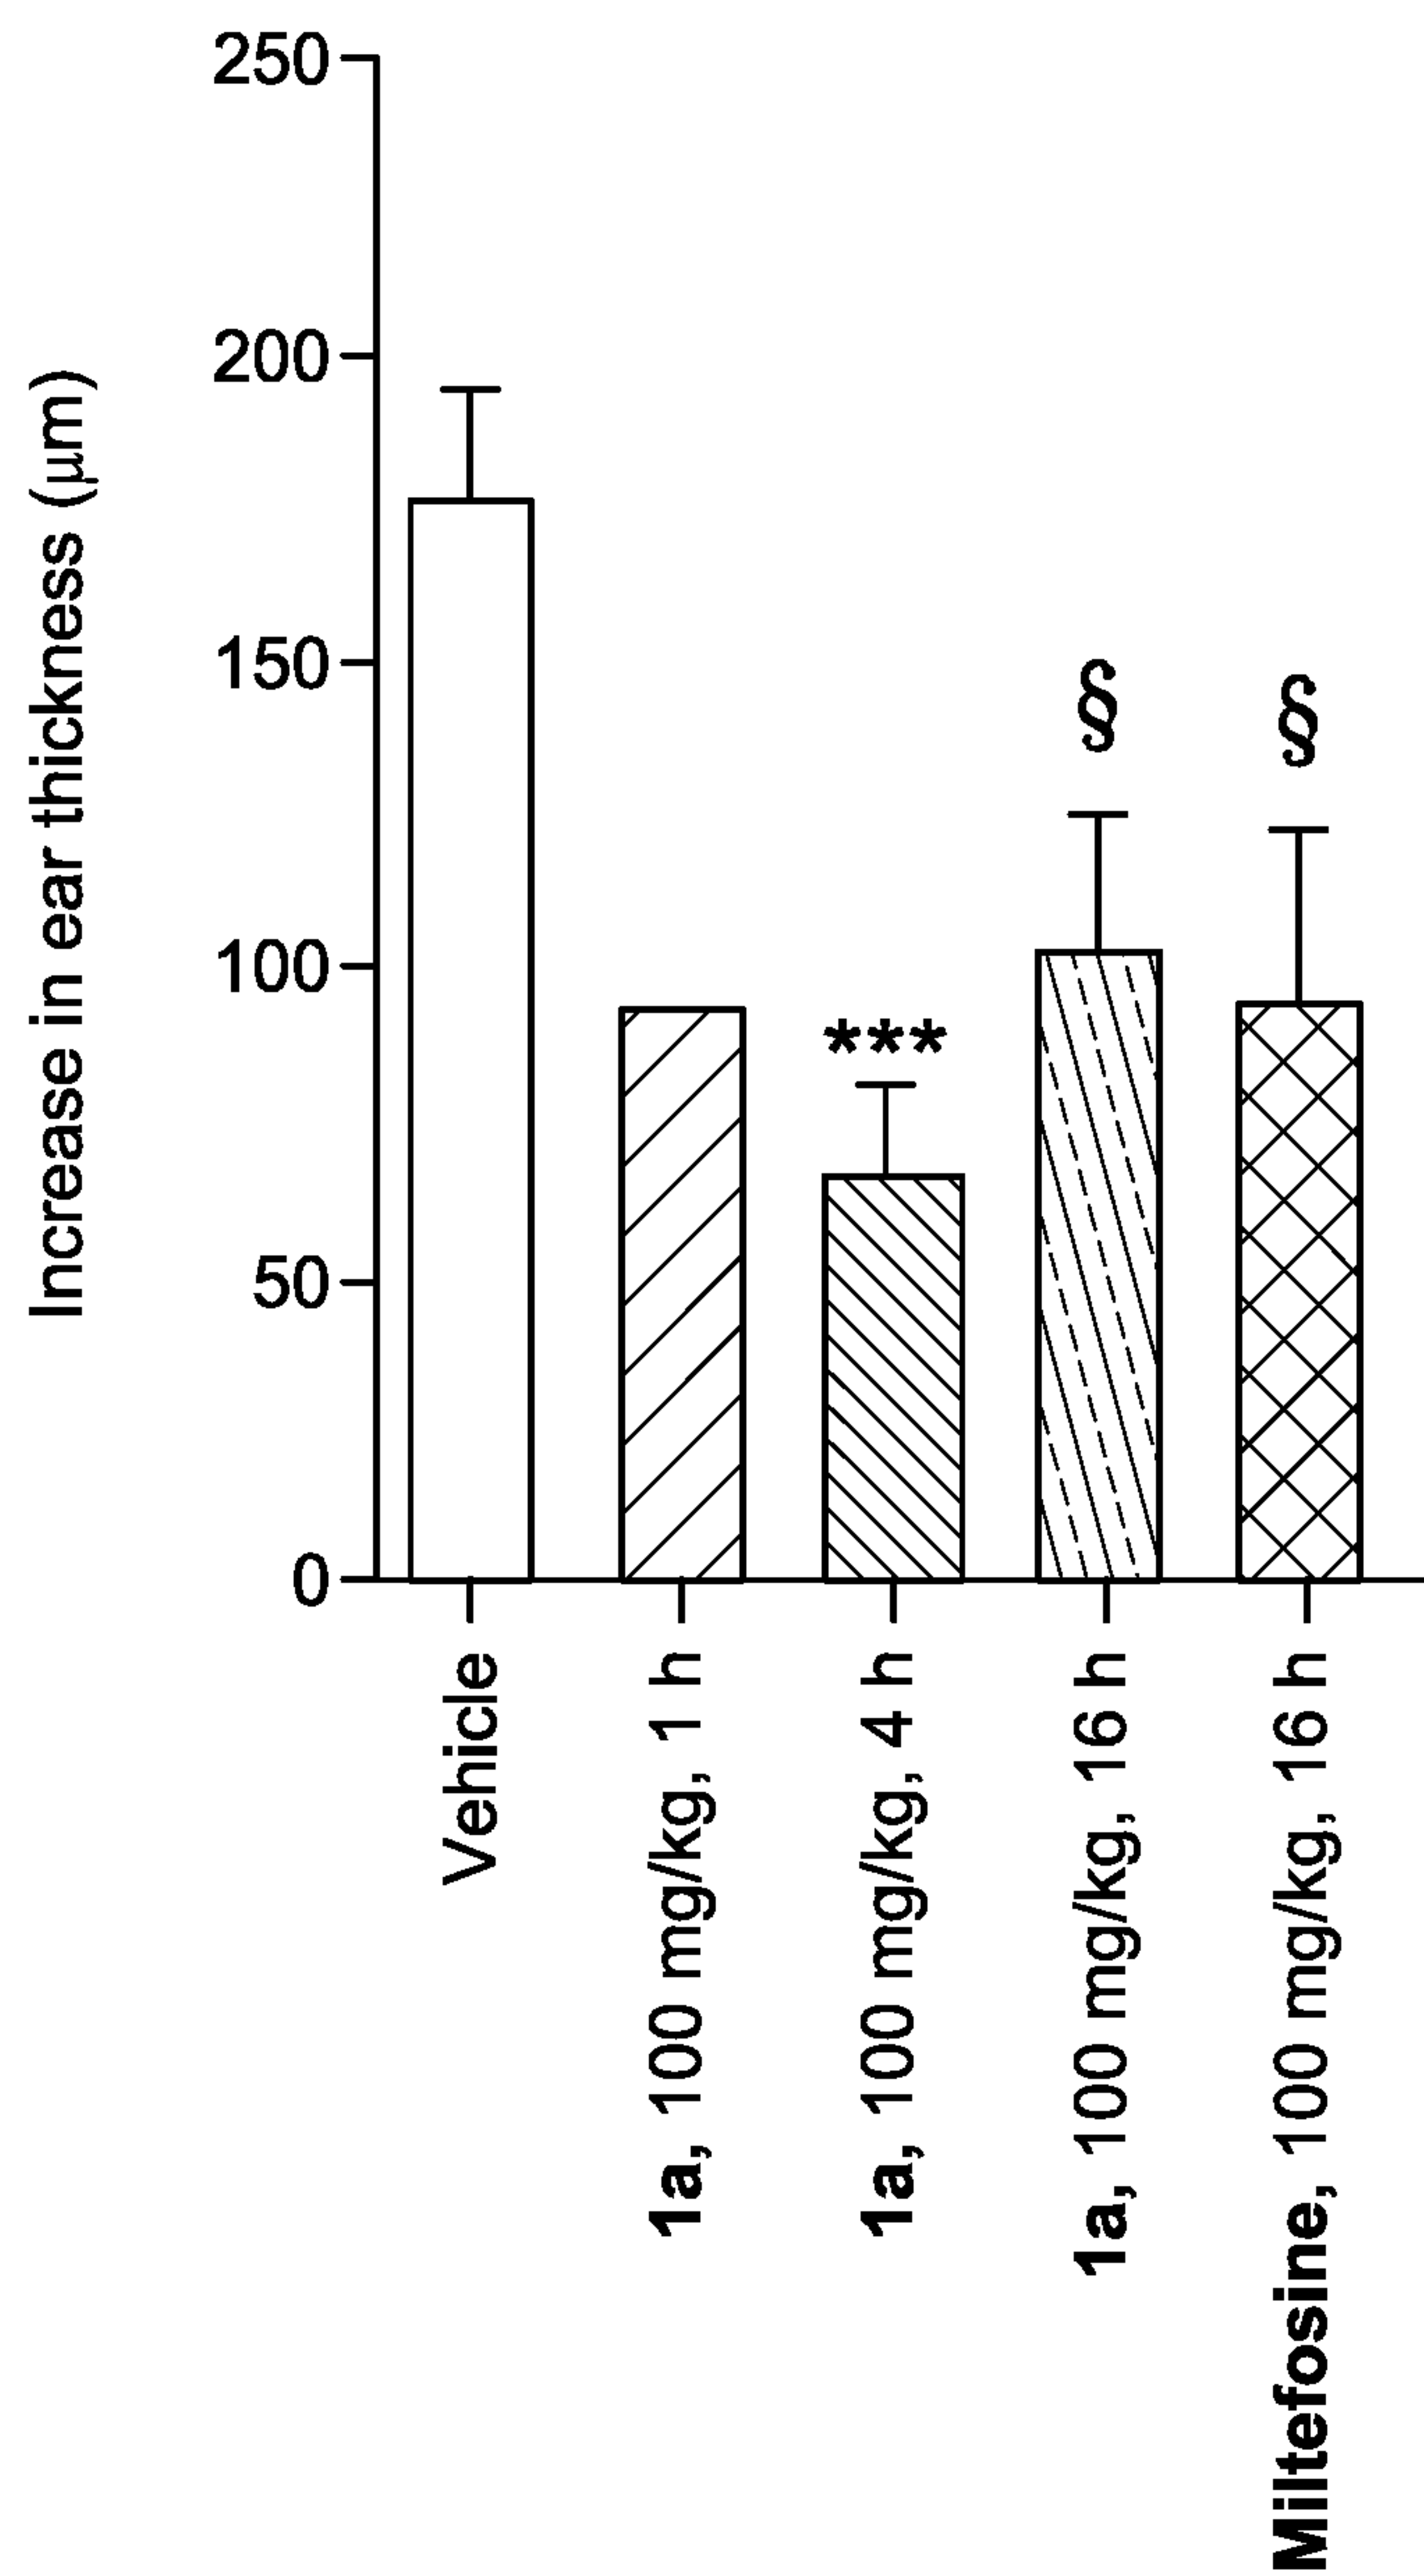 Increase in ear thickness (μm)
250
200
150
100
50
0
***
§
§
Vehicle
1a, 100 mg/kg, 1 h
1a, 100 mg/kg, 4 h
1a, 100 mg/kg, 16 h
Miltefosine, 100 mg/kg, 16 h